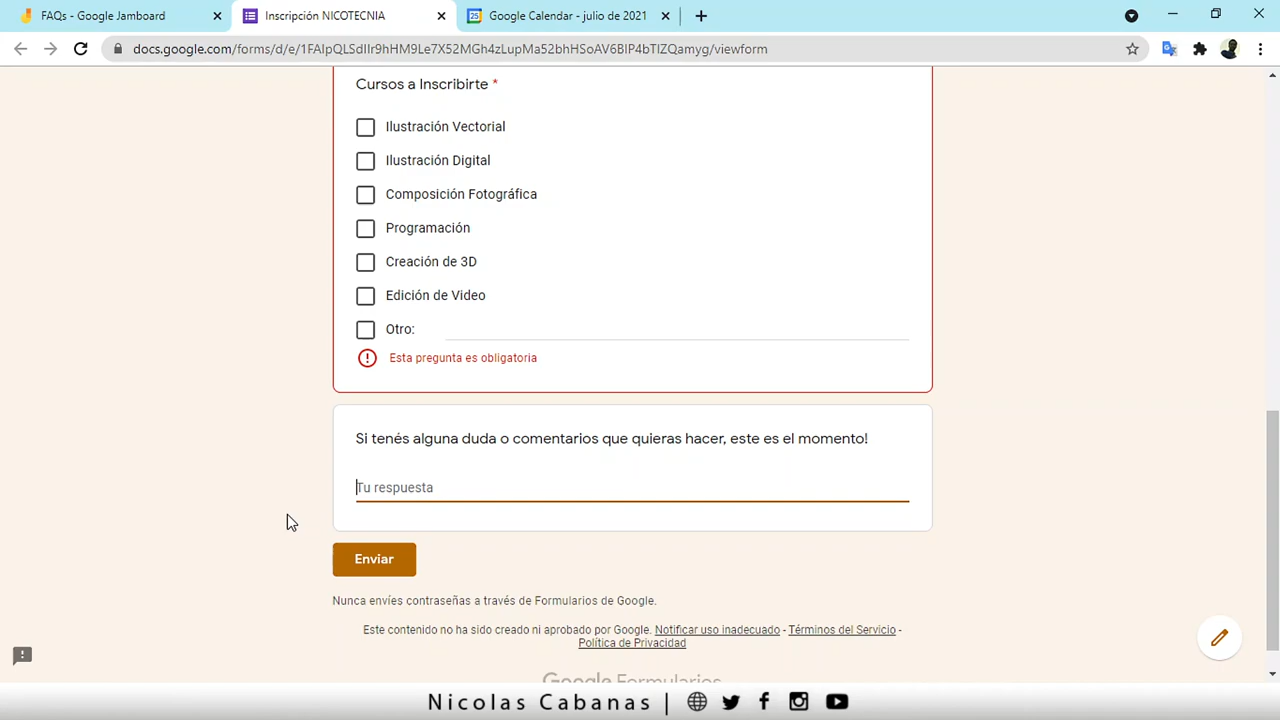 FAQs - Google Jamboard
Inscripción NICOTECNIA
Google Calendar - julio de 2021
docs.google.com/forms/d/e/1FAIpQLSdIIr9hHM9Le7X52MGh4zLupMa52bhHSoAV6BIP4bTIZQamyg/viewform
Cursos a Inscribirte *
Ilustración Vectorial
Ilustración Digital
Composición Fotográfica
Programación
Creación de 3D
Edición de Video
Otro:
Esta pregunta es obligatoria
Si tenés alguna duda o comentarios que quieras hacer, este es el momento!
Tu respuesta
Enviar
Nunca envíes contraseñas a través de Formularios de Google.
Este contenido no ha sido creado ni aprobado por Google. Notificar uso inadecuado - Términos del Servicio -
Política de Privacidad
Google Formularios
Nicolas Cabanas |